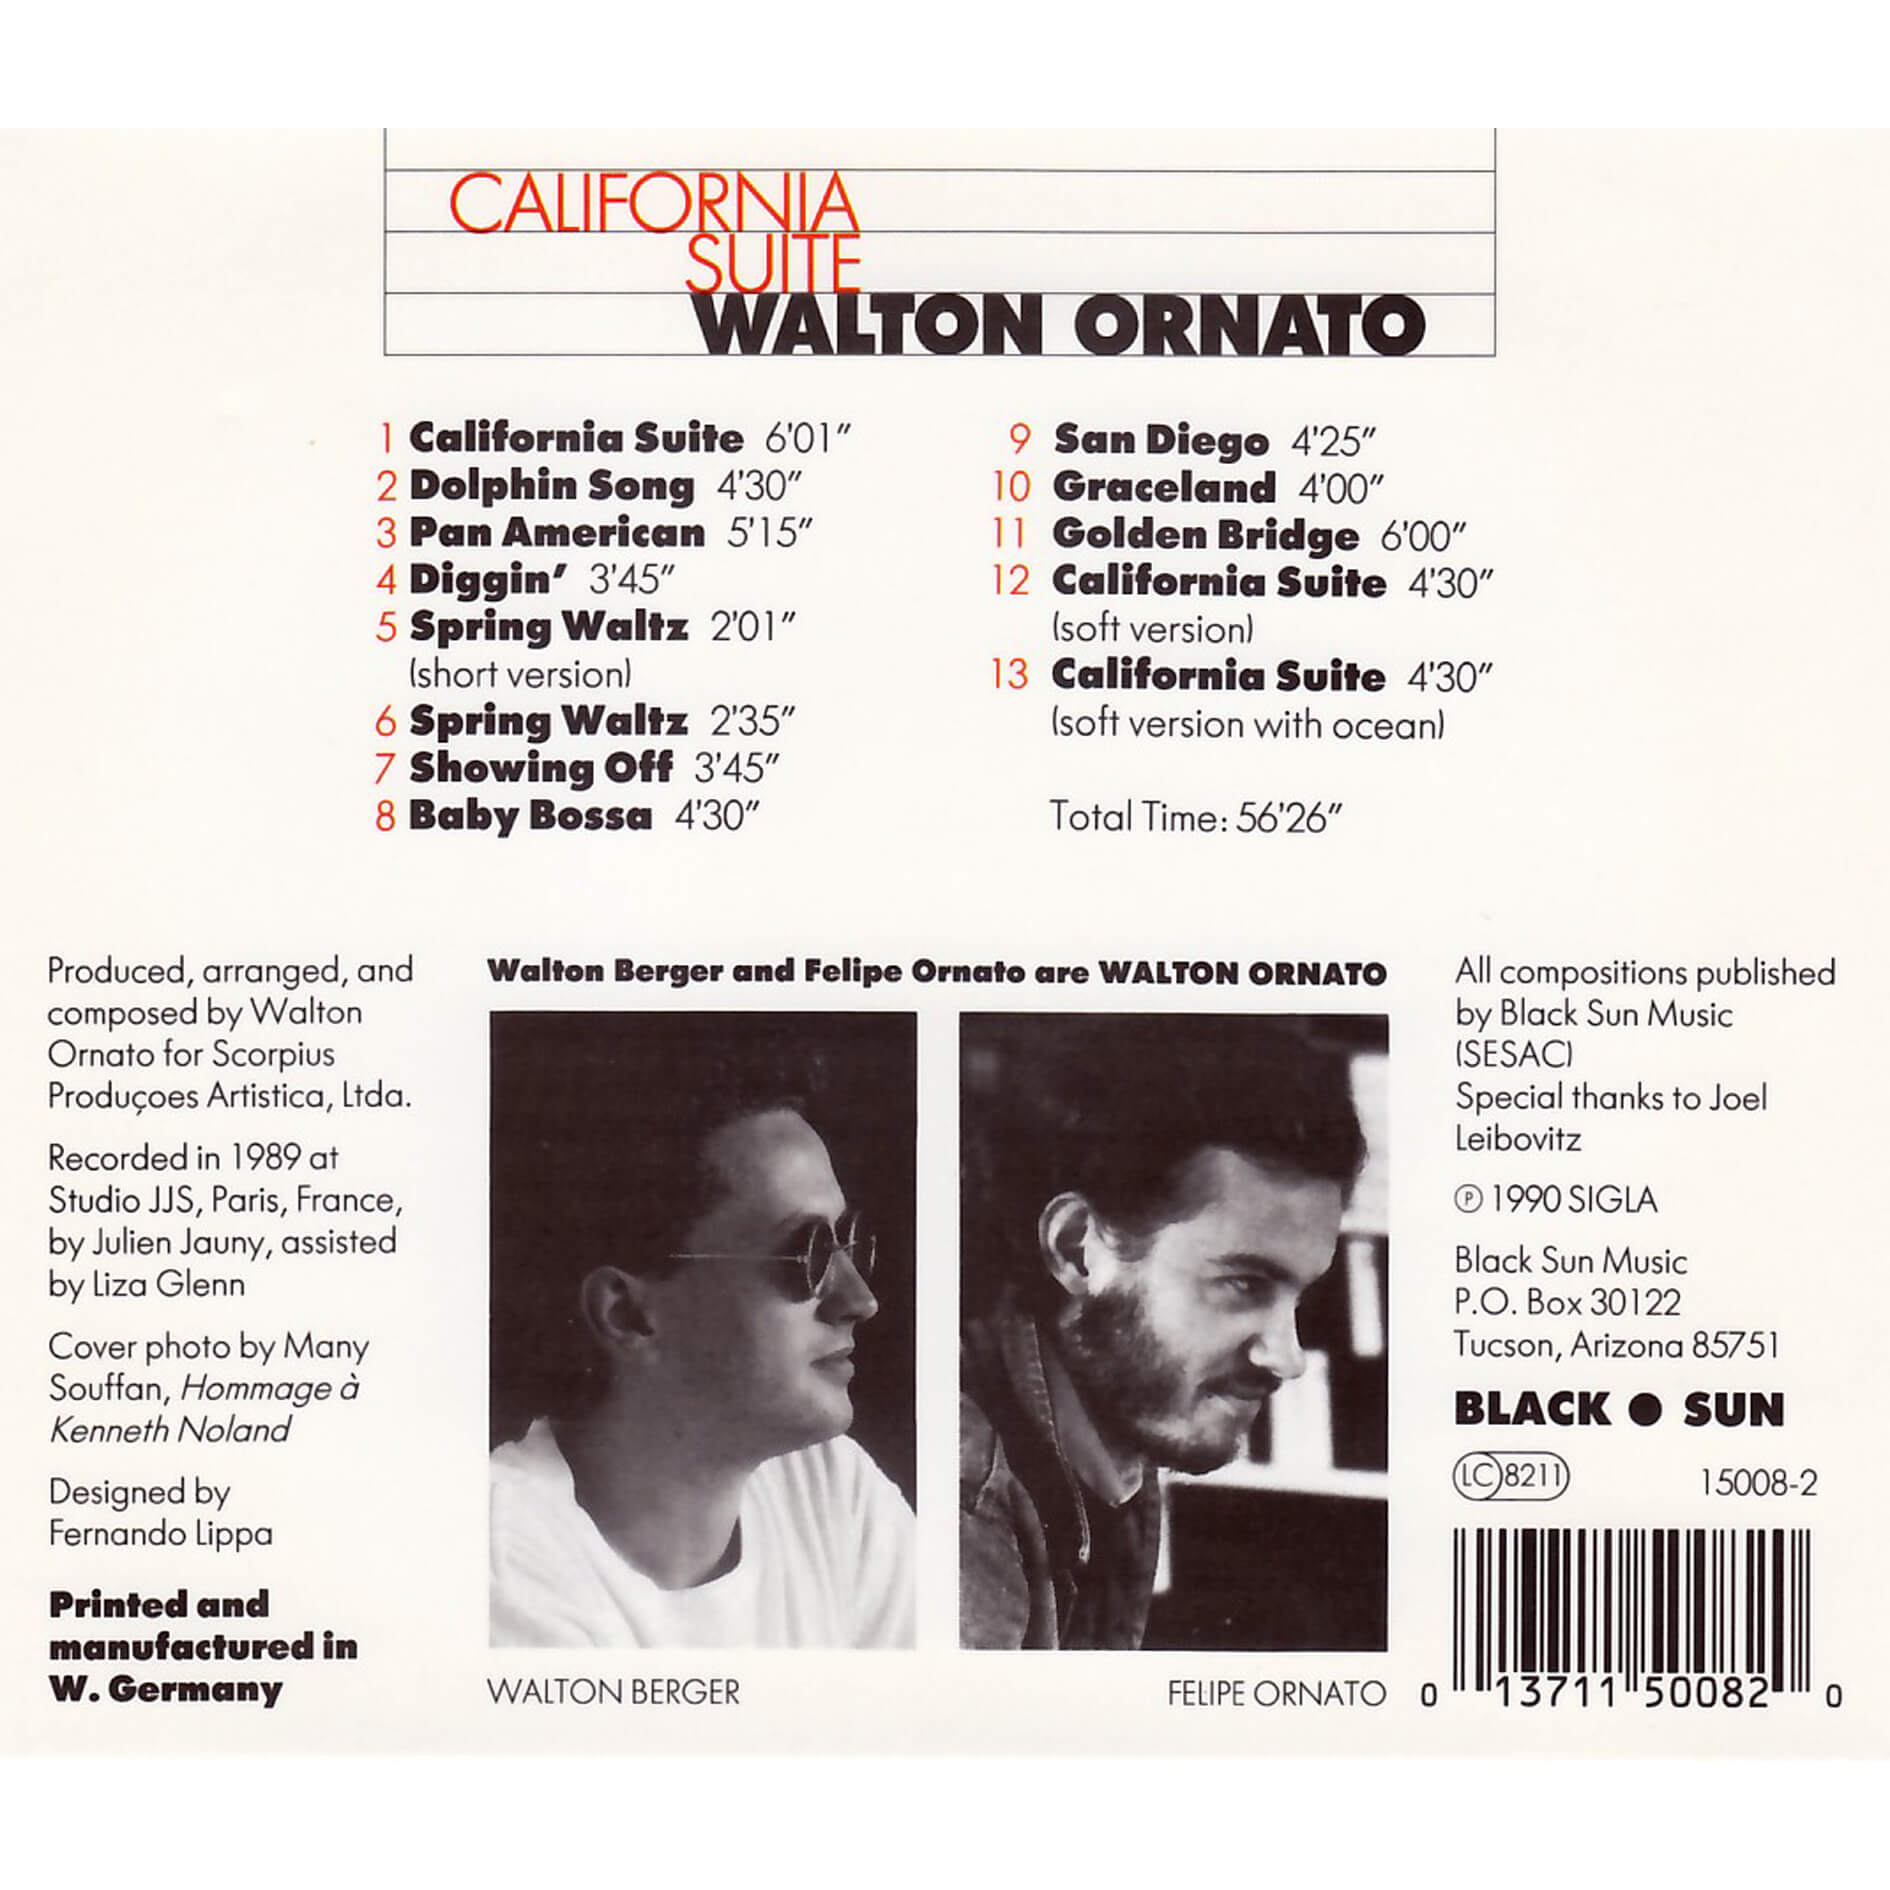 CALIFORNIA
SUITE
WALTON ORNATO
1 California Suite 6'01"
2 Dolphin Song 4'30"
3 Pan American 5'15"
4 Diggin' 3'45"
5 Spring Waltz 2'01"
(short version)
6 Spring Waltz 2'35"
7 Showing Off 3'45"
8 Baby Bossa 4'30"
9 San Diego 4'25"
10 Graceland 4'00"
11 Golden Bridge 6'00"
12 California Suite 4'30"
(soft version)
13 California Suite 4'30"
(soft version with ocean)
Total Time: 56'26"
Produced, arranged, and
composed by Walton
Ornato for Scorpius
Produçoes Artistica, Ltda.
Recorded in 1989 at
Studio JJS, Paris, France,
by Julien Jauny, assisted
by Liza Glenn
Cover photo by Many
Souffan, Hommage à
Kenneth Noland
Designed by
Fernando Lippa
Printed and
manufactured in
W. Germany
Walton Berger and Felipe Ornato are WALTON ORNATO
WALTON BERGER
FELIPE ORNATO
All compositions published
by Black Sun Music
(SESAC)
Special thanks to Joel
Leibovitz
℗ 1990 SIGLA
Black Sun Music
P.O. Box 30122
Tucson, Arizona 85751
BLACK ● SUN
LC 8211
15008-2
0 13711 50082 0